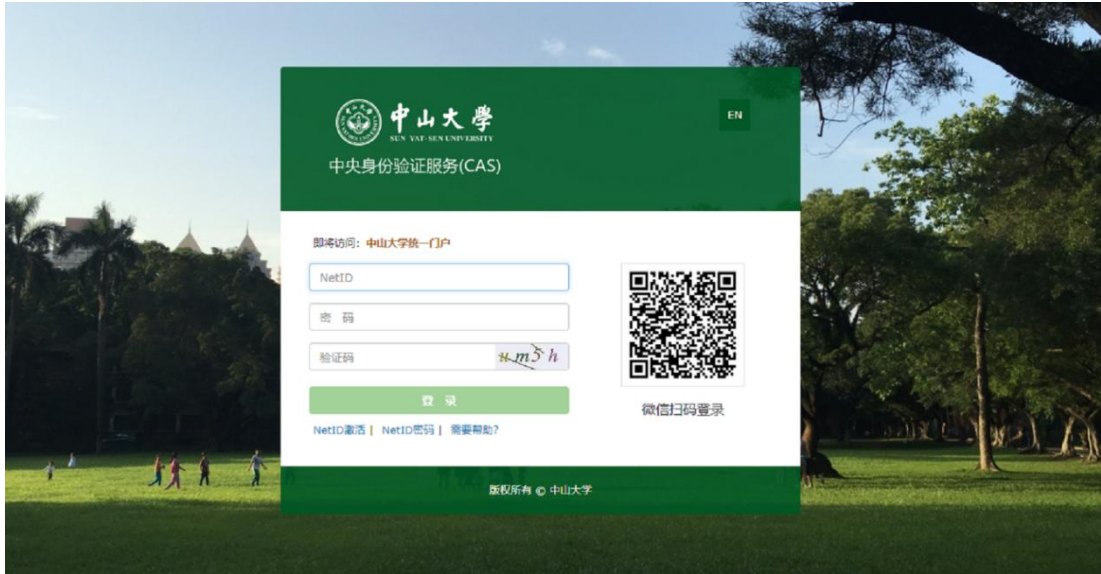 中山大學
SUN YAT-SEN UNIVERSITY
EN
中央身份验证服务(CAS)
即将访问：中山大学统一门户
NetID
密 码
验证码
um5h
登 录
微信扫码登录
NetID激活 | NetID密码 | 需要帮助?
版权所有 © 中山大学